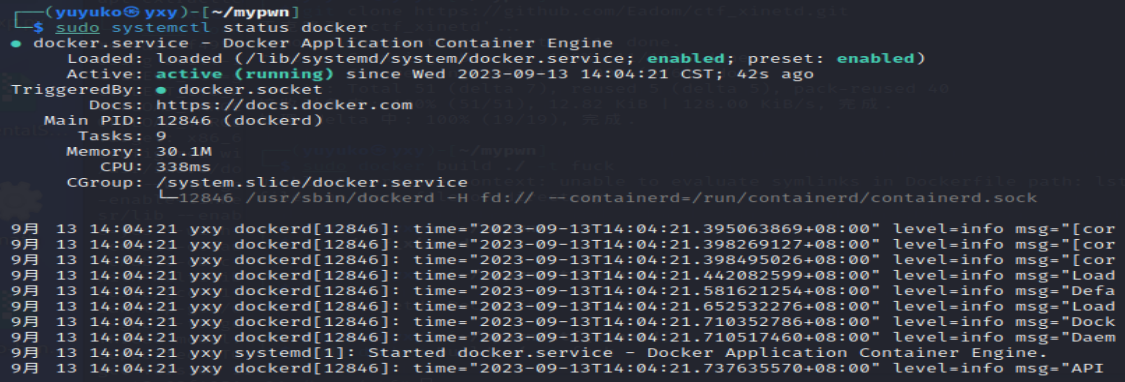 ┌──(yuyuko㉿yxy)-[~/mypwn]
└─$ sudo systemctl status docker
● docker.service - Docker Application Container Engine
Loaded: loaded (/lib/systemd/system/docker.service; enabled; preset: enabled)
Active: active (running) since Wed 2023-09-13 14:04:21 CST; 42s ago
TriggeredBy: ● docker.socket
Docs: https://docs.docker.com
Main PID: 12846 (dockerd)
Tasks: 9
Memory: 30.1M
CPU: 338ms
CGroup: /system.slice/docker.service
└─12846 /usr/sbin/dockerd -H fd:// --containerd=/run/containerd/containerd.sock
9月 13 14:04:21 yxy dockerd[12846]: time="2023-09-13T14:04:21.395063869+08:00" level=info msg="[cor
9月 13 14:04:21 yxy dockerd[12846]: time="2023-09-13T14:04:21.398269127+08:00" level=info msg="[cor
9月 13 14:04:21 yxy dockerd[12846]: time="2023-09-13T14:04:21.398495026+08:00" level=info msg="[cor
9月 13 14:04:21 yxy dockerd[12846]: time="2023-09-13T14:04:21.442082599+08:00" level=info msg="Load
9月 13 14:04:21 yxy dockerd[12846]: time="2023-09-13T14:04:21.581621254+08:00" level=info msg="Defa
9月 13 14:04:21 yxy dockerd[12846]: time="2023-09-13T14:04:21.652532276+08:00" level=info msg="Load
9月 13 14:04:21 yxy dockerd[12846]: time="2023-09-13T14:04:21.710352786+08:00" level=info msg="Dock
9月 13 14:04:21 yxy dockerd[12846]: time="2023-09-13T14:04:21.710517460+08:00" level=info msg="Daem
9月 13 14:04:21 yxy systemd[1]: Started docker.service - Docker Application Container Engine.
9月 13 14:04:21 yxy dockerd[12846]: time="2023-09-13T14:04:21.737635570+08:00" level=info msg="API